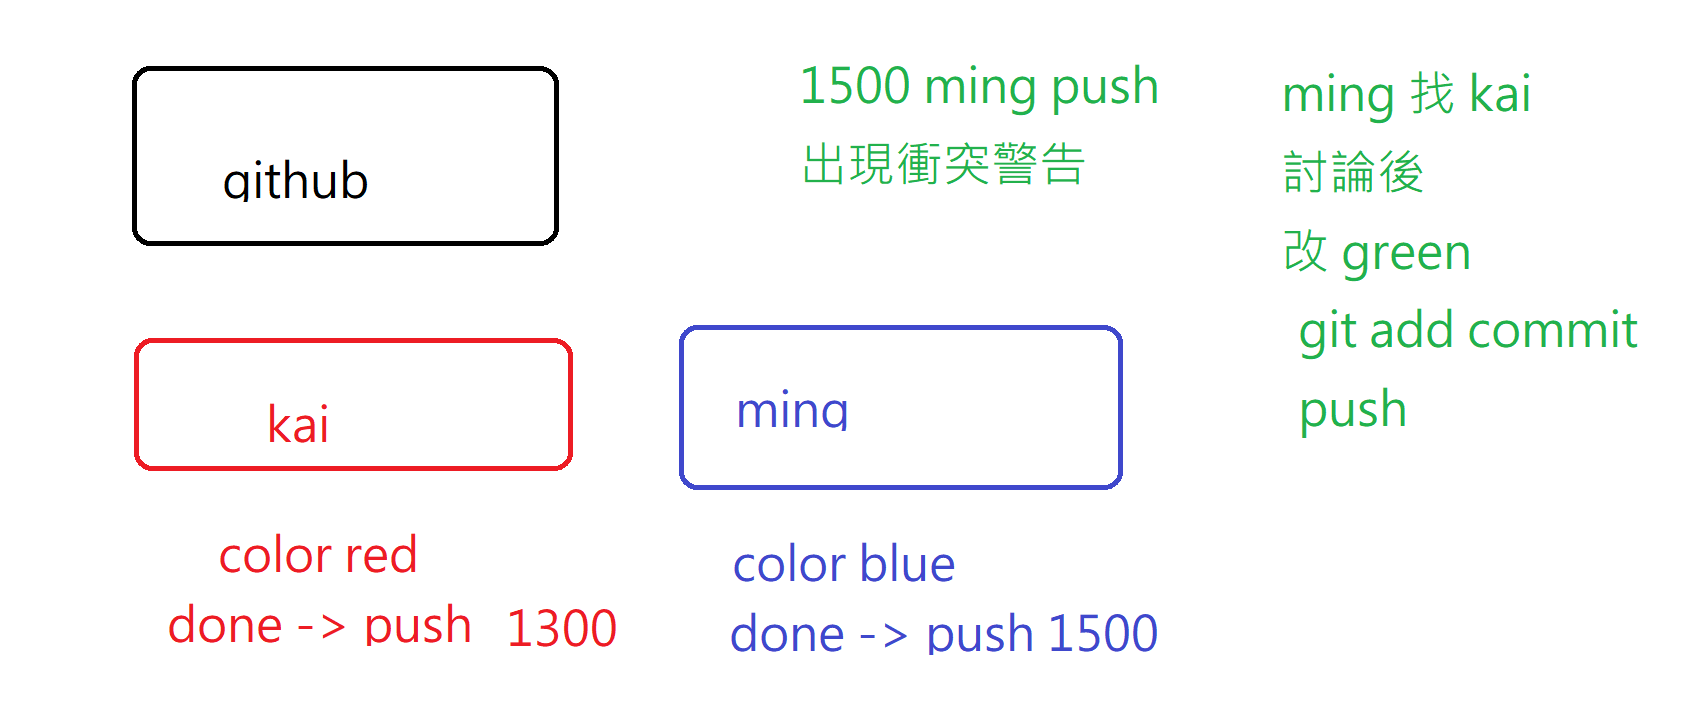 github
1500 ming push
出現衝突警告
ming 找 kai
討論後
改 green
git add commit
push
kai
ming
color red
done -> push 1300
color blue
done -> push 1500